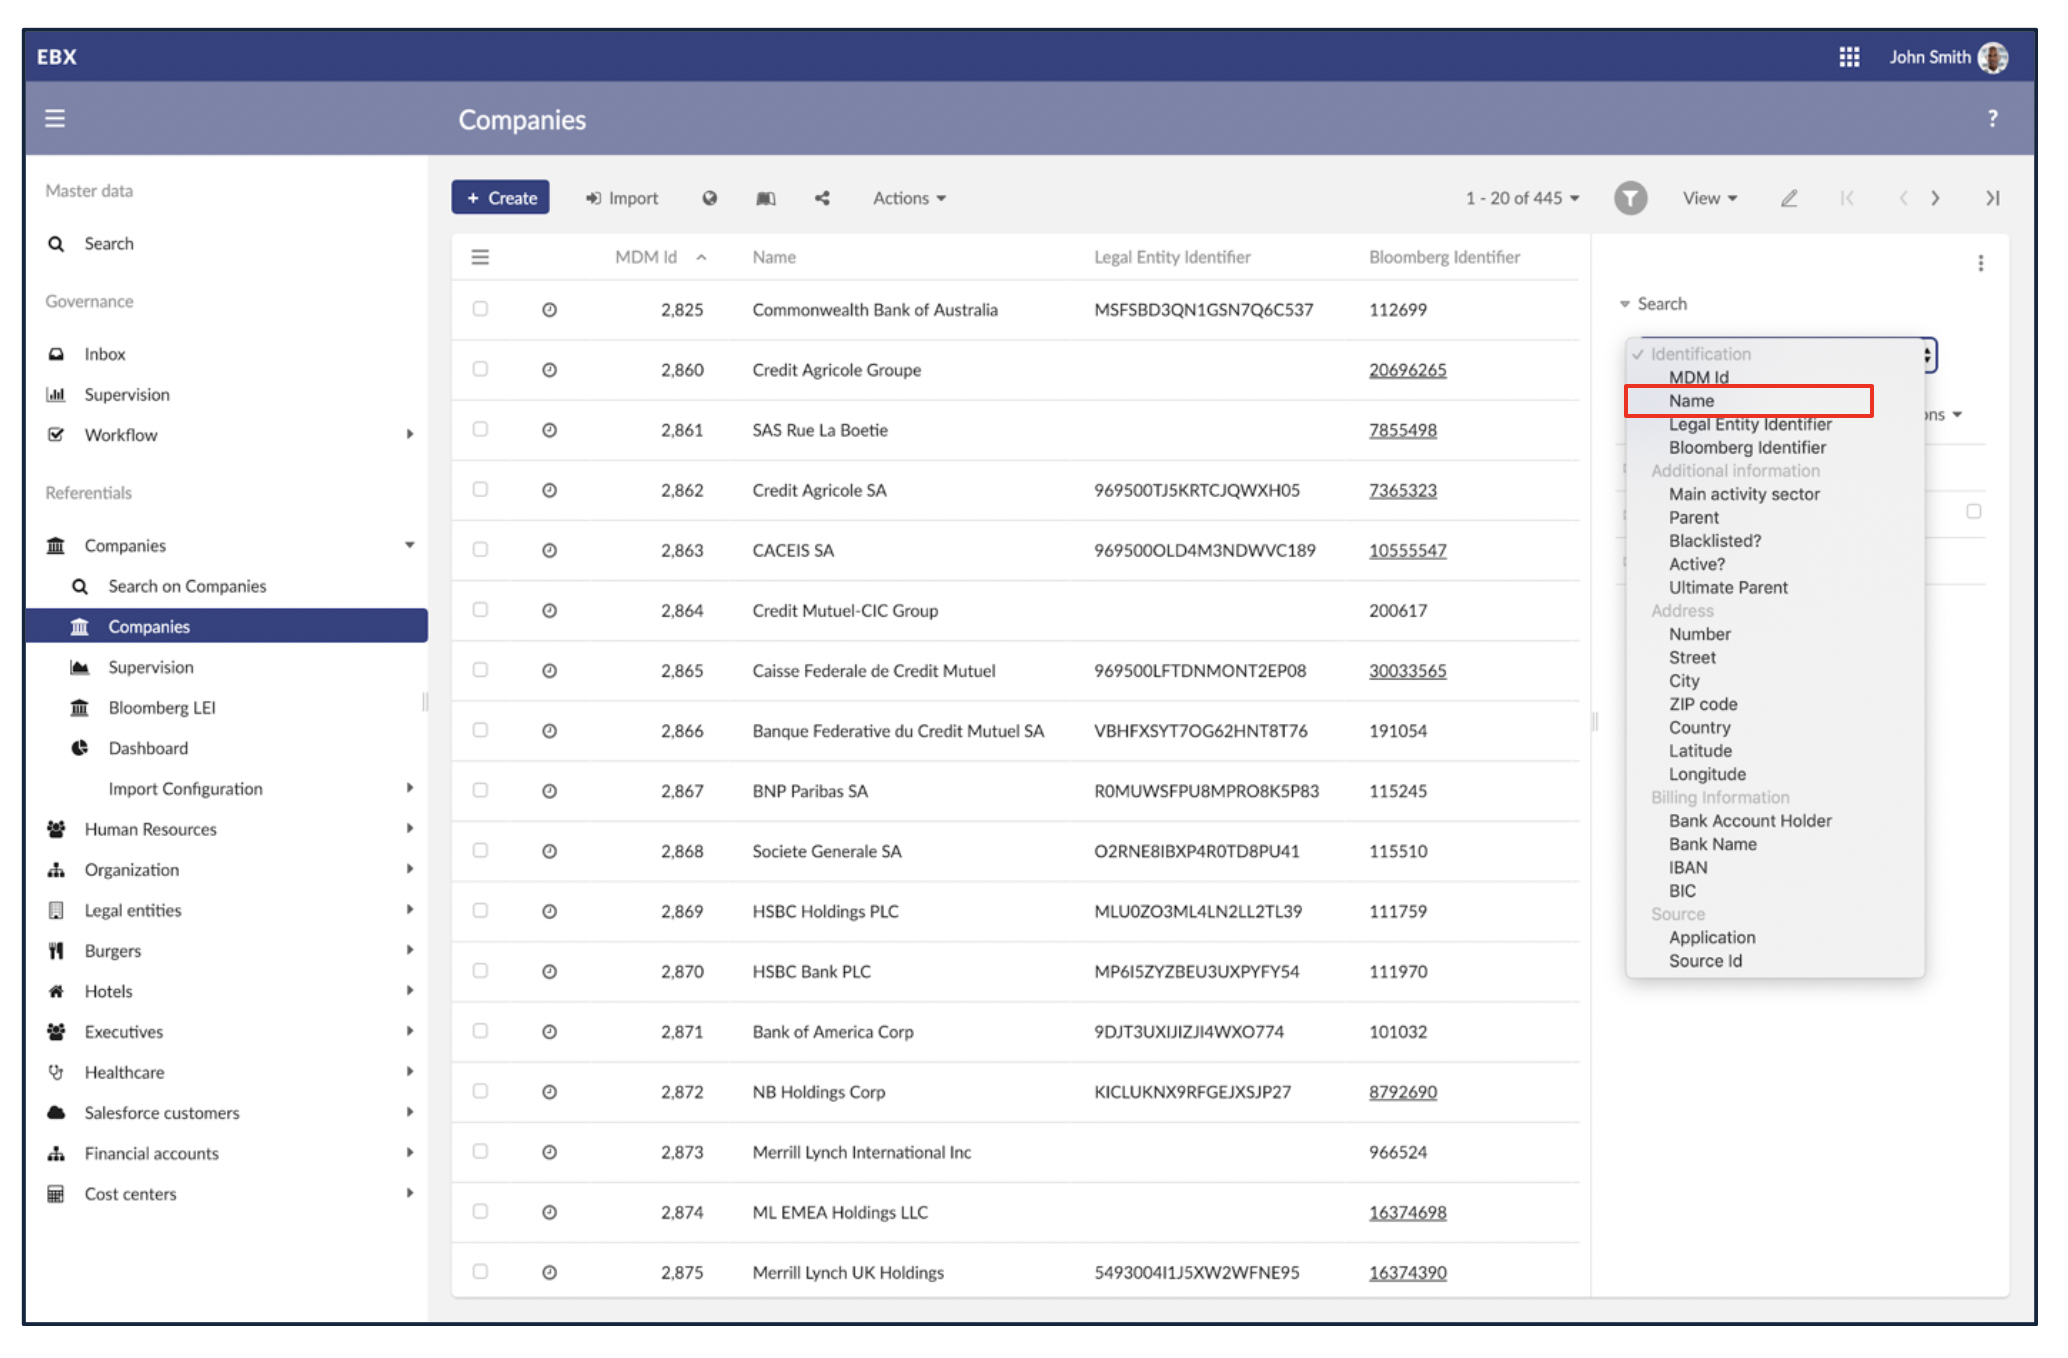 EBX
John Smith
Companies
?
Master data
Search
Governance
Inbox
Supervision
Workflow
Referentials
Companies
Search on Companies
Companies
Supervision
Bloomberg LEI
Dashboard
Import Configuration
Human Resources
Organization
Legal entities
Burgers
Hotels
Executives
Healthcare
Salesforce customers
Financial accounts
Cost centers
+ Create Import Actions 1 - 20 of 445 View
MDM Id Name Legal Entity Identifier Bloomberg Identifier
2,825 Commonwealth Bank of Australia MSFSBD3QN1GSN7Q6C537 112699
2,860 Credit Agricole Groupe 20696265
2,861 SAS Rue La Boetie 7855498
2,862 Credit Agricole SA 969500TJ5KRTCJQWXH05 7365323
2,863 CACEIS SA 969500OLD4M3NDWVC189 10555547
2,864 Credit Mutuel-CIC Group 200617
2,865 Caisse Federale de Credit Mutuel 969500LFTDNMONT2EP08 30033565
2,866 Banque Federative du Credit Mutuel SA VBHFXSYT7OG62HNT8T76 191054
2,867 BNP Paribas SA R0MUWSFPU8MPRO8K5P83 115245
2,868 Societe Generale SA O2RNE8IBXP4R0TD8PU41 115510
2,869 HSBC Holdings PLC MLU0ZO3ML4LN2LL2TL39 111759
2,870 HSBC Bank PLC MP6I5ZYZBEU3UXPYFY54 111970
2,871 Bank of America Corp 9DJT3UXIJIZJI4WXO774 101032
2,872 NB Holdings Corp KICLUKNX9RFGEJXSJP27 8792690
2,873 Merrill Lynch International Inc 966524
2,874 ML EMEA Holdings LLC 16374698
2,875 Merrill Lynch UK Holdings 5493004I1J5XW2WFNE95 16374390
Search
Identification
MDM Id
Name
Legal Entity Identifier
Bloomberg Identifier
Additional information
Main activity sector
Parent
Blacklisted?
Active?
Ultimate Parent
Address
Number
Street
City
ZIP code
Country
Latitude
Longitude
Billing Information
Bank Account Holder
Bank Name
IBAN
BIC
Source
Application
Source Id